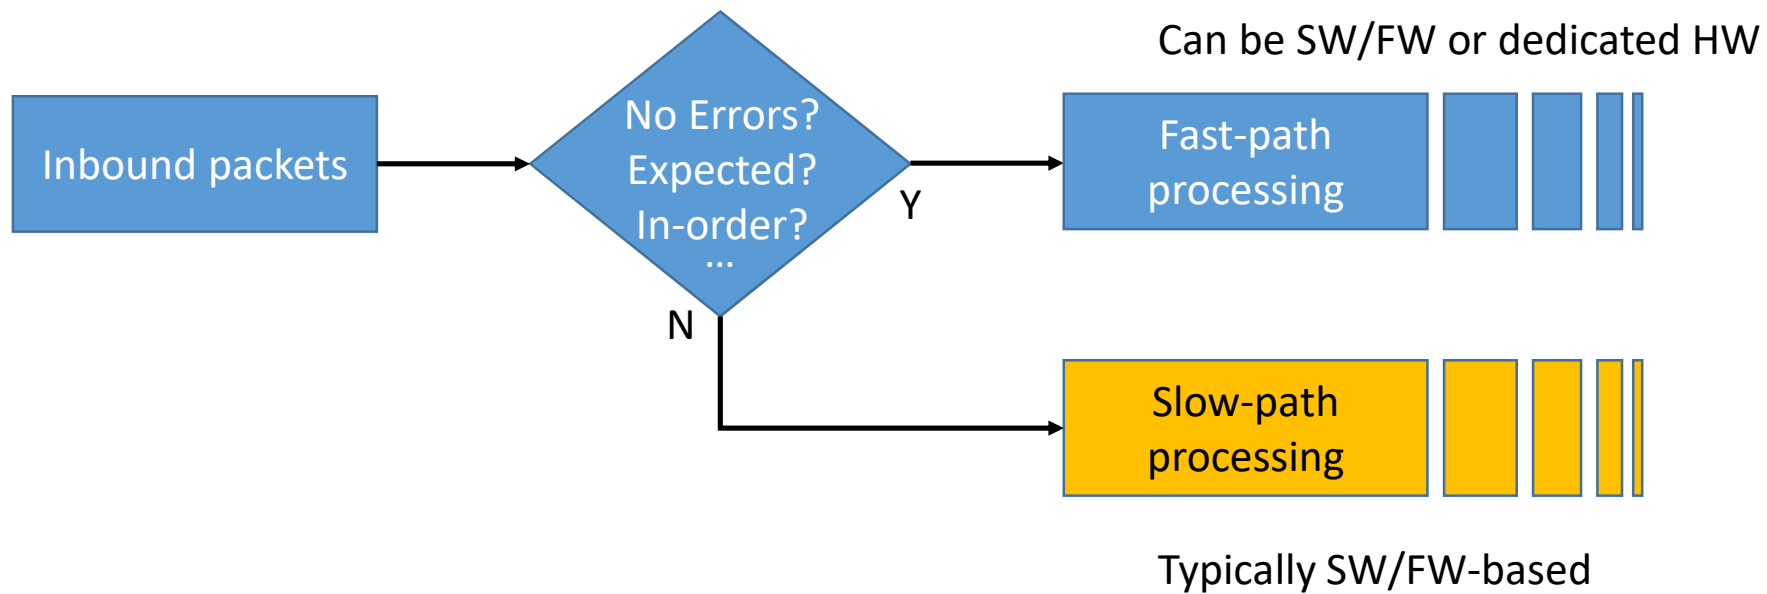 Can be SW/FW or dedicated HW
Inbound packets
No Errors?
Expected?
In-order?
...
Y
N
Fast-path
processing
Slow-path
processing
Typically SW/FW-based